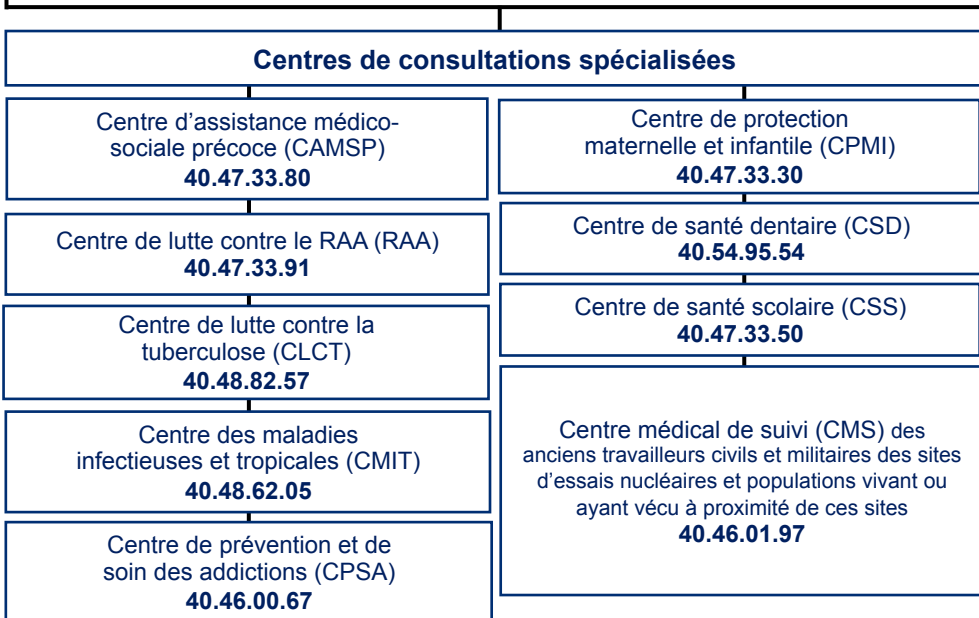 Centres de consultations spécialisées
Centre d'assistance médico-
sociale précoce (CAMSP)
40.47.33.80
Centre de lutte contre le RAA (RAA)
40.47.33.91
Centre de lutte contre la
tuberculose (CLCT)
40.48.82.57
Centre des maladies
infectieuses et tropicales (CMIT)
40.48.62.05
Centre de prévention et de
soin des addictions (CPSA)
40.46.00.67
Centre de protection
maternelle et infantile (CPMI)
40.47.33.30
Centre de santé dentaire (CSD)
40.54.95.54
Centre de santé scolaire (CSS)
40.47.33.50
Centre médical de suivi (CMS) des
anciens travailleurs civils et militaires des sites
d'essais nucléaires et populations vivant ou
ayant vécu à proximité de ces sites
40.46.01.97